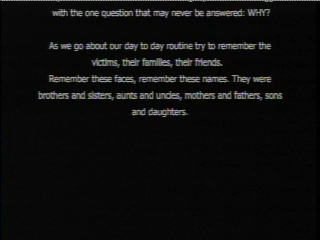 with the one question that may never be answered: WHY?
As we go about our day to day routine try to remember the
victims, their families, their friends.
Remember these faces, remember these names. They were
brothers and sisters, aunts and uncles, mothers and fathers, sons
and daughters.